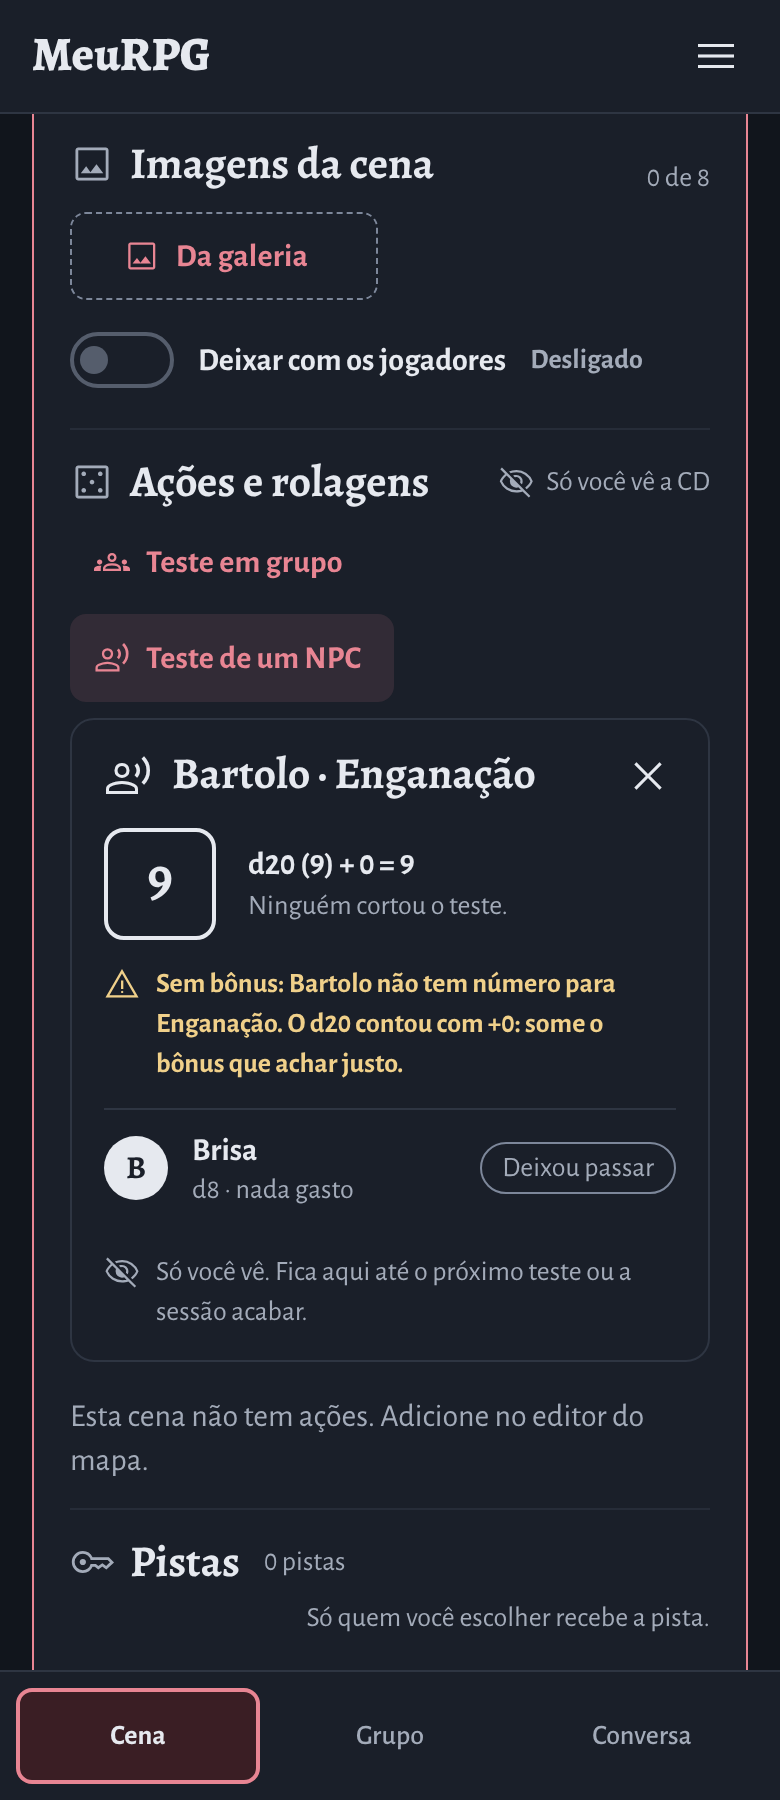 MeuRPG
Imagens da cena
0 de 8
Da galeria
Deixar com os jogadores Desligado
Ações e rolagens
Só você vê a CD
Teste em grupo
Teste de um NPC
Bartolo · Enganação
9
d20 (9) + 0 = 9
Ninguém cortou o teste.
Sem bônus: Bartolo não tem número para
Enganação. O d20 contou com +0: some o
bônus que achar justo.
B
Brisa
d8 · nada gasto
Deixou passar
Só você vê. Fica aqui até o próximo teste ou a
sessão acabar.
Esta cena não tem ações. Adicione no editor do
mapa.
Pistas 0 pistas
Só quem você escolher recebe a pista.
Cena Grupo Conversa